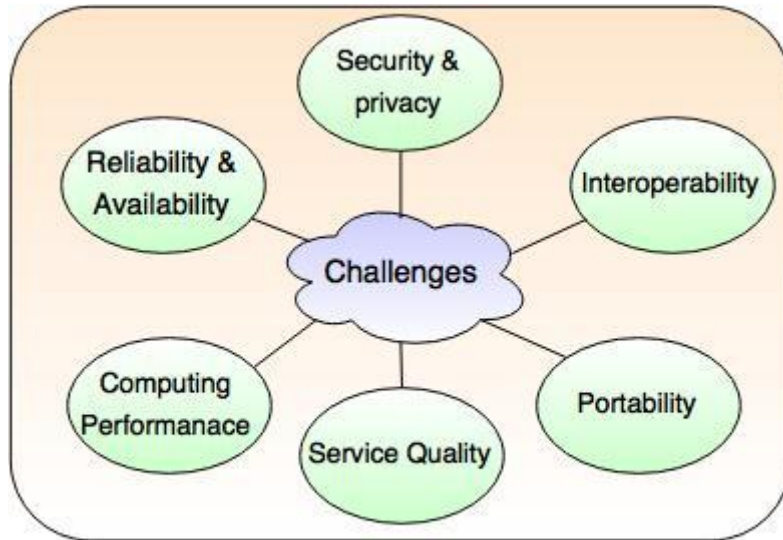 Security &
privacy
Reliability &
Availability
Interoperability
Challenges
Computing
Performanace
Portability
Service Quality